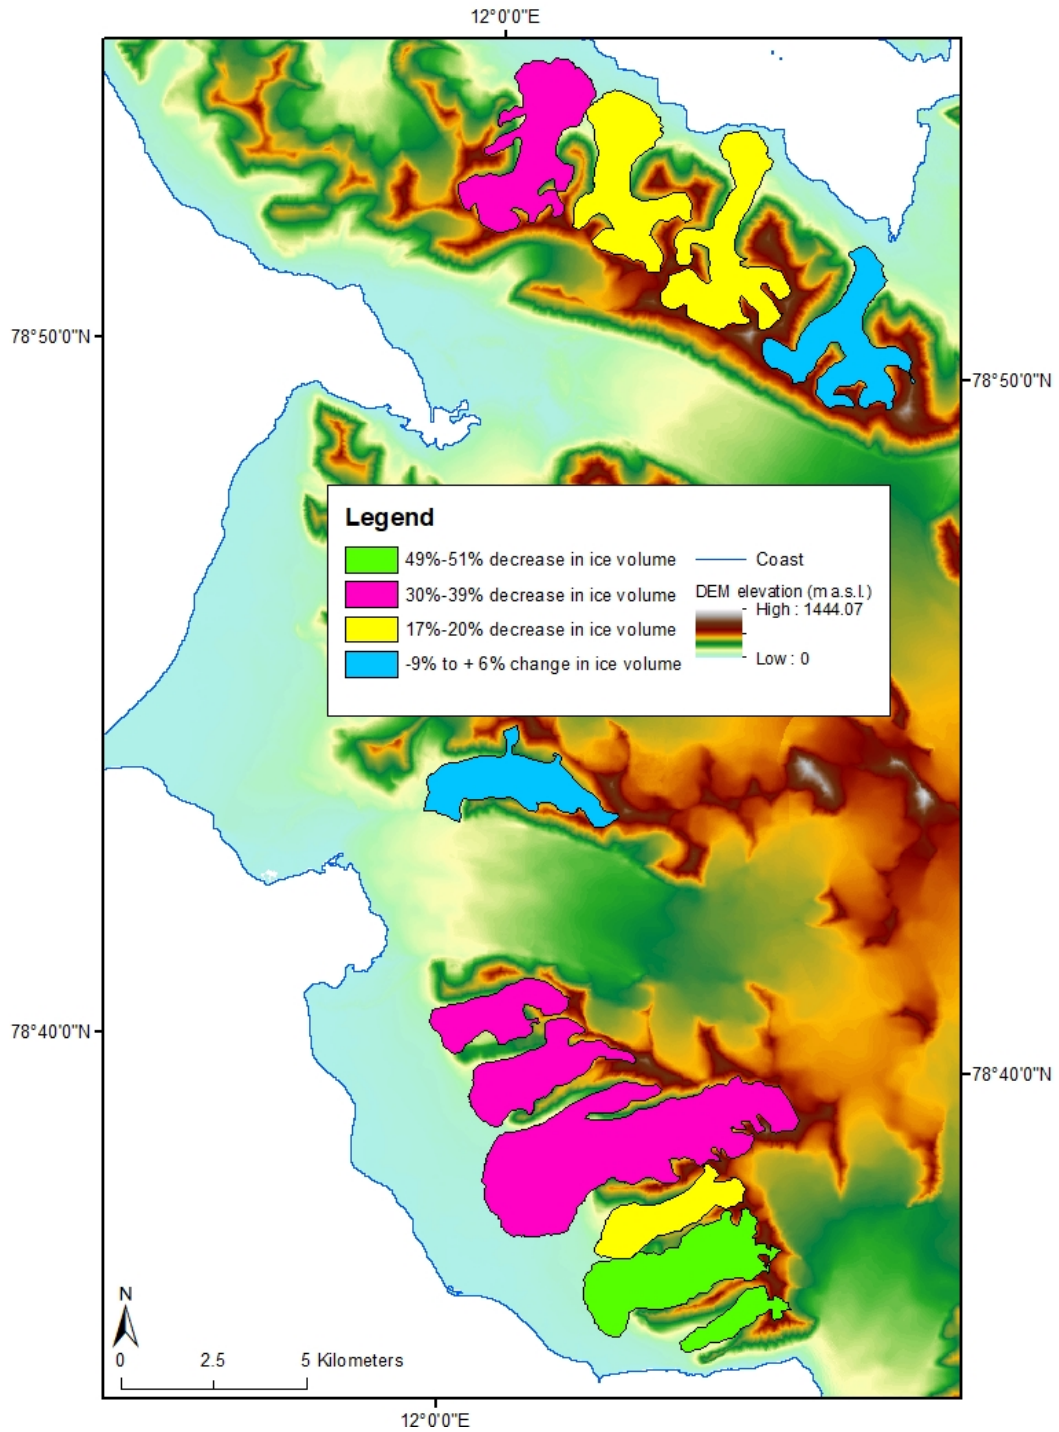 12°0'0"E
78°50'0"N
78°50'0"N
Legend
49%-51% decrease in ice volume
30%-39% decrease in ice volume
17%-20% decrease in ice volume
-9% to + 6% change in ice volume
Coast
DEM elevation (m a.s.l.)
High : 1444.07
Low : 0
78°40'0"N
78°40'0"N
N
0 2.5 5 Kilometers
12°0'0"E